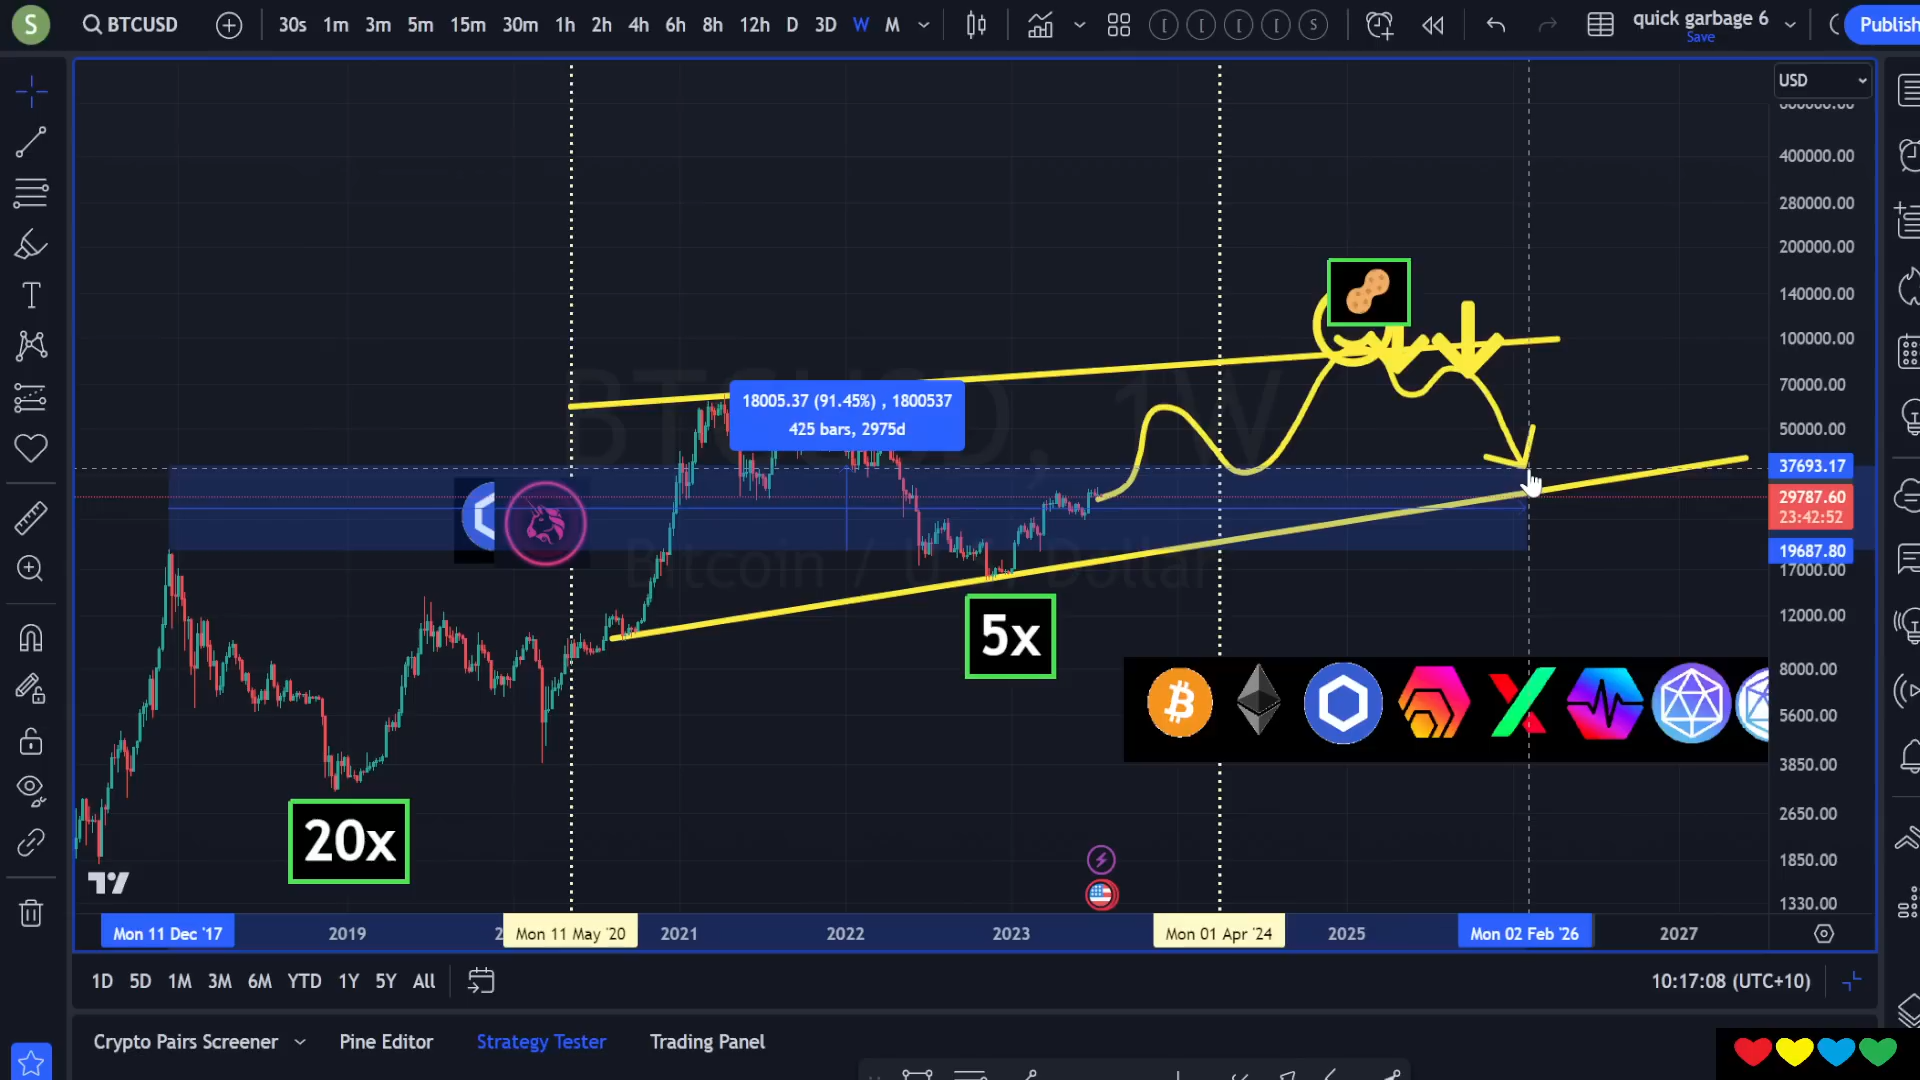 S
BTCUSD
30s 1m 3m 5m 15m 30m 1h 2h 4h 6h 8h 12h D 3D W M
[ [ [ [ S
quick garbage 6
Save
Publish
USD
400000.00
280000.00
200000.00
140000.00
100000.00
70000.00
50000.00
37693.17
29787.60
23:42:52
19687.80
17000.00
12000.00
8000.00
5600.00
3850.00
2650.00
1850.00
1330.00
BTCUSD, 1W
Bitcoin / U.S. Dollar
18005.37 (91.45%) , 1800537
425 bars, 2975d
5x
20x
Mon 11 Dec '17 2019 Mon 11 May '20 2021 2022 2023 Mon 01 Apr '24 2025 Mon 02 Feb '26 2027
1D 5D 1M 3M 6M YTD 1Y 5Y All
10:17:08 (UTC+10)
Crypto Pairs Screener Pine Editor Strategy Tester Trading Panel